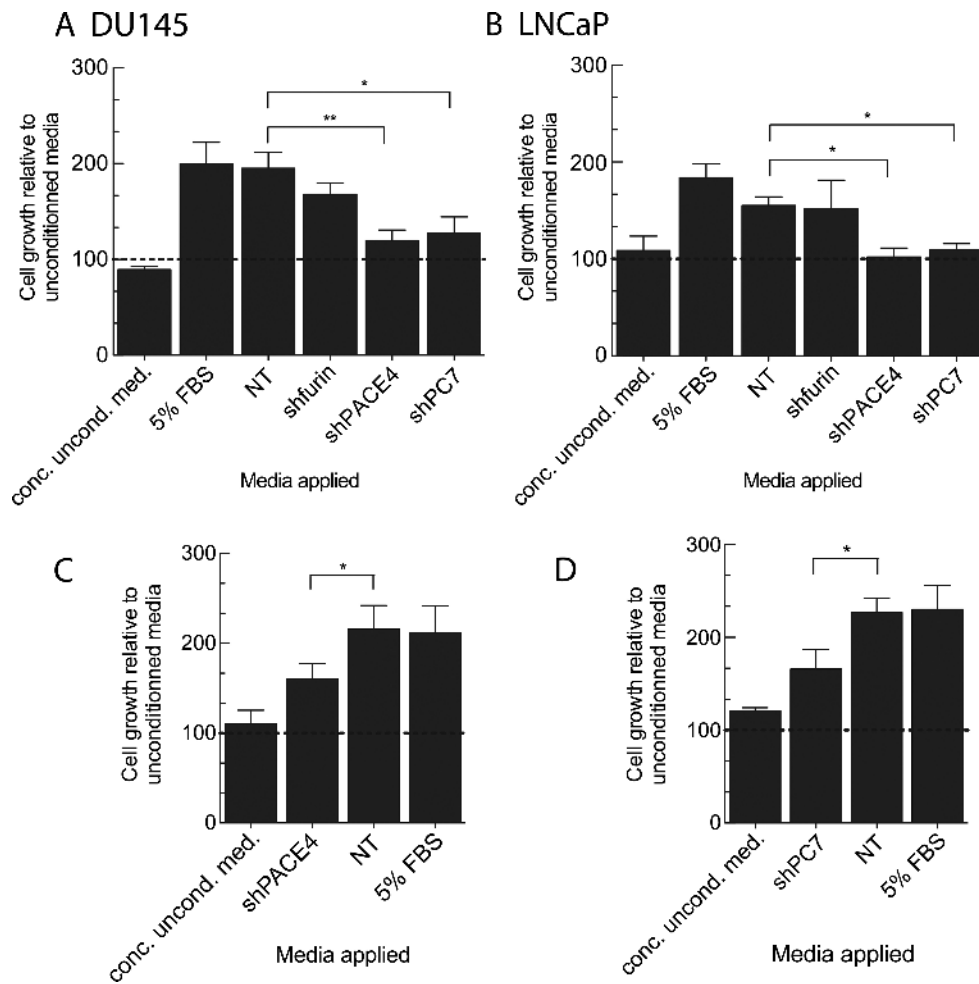 A DU145
Cell growth relative to
unconditionned media
300
200
100
0
*
**
conc. uncond. med.
5% FBS
NT
shfurin
shPACE4
shPC7
Media applied
B LNCaP
Cell growth relative to
unconditionned media
300
200
100
0
*
*
conc. uncond. med.
5% FBS
NT
shfurin
shPACE4
shPC7
Media applied
C
Cell growth relative to
unconditionned media
300
200
100
0
*
conc. uncond. med.
shPACE4
NT
5% FBS
Media applied
D
Cell growth relative to
unconditionned media
300
200
100
0
*
conc. uncond. med.
shPC7
NT
5% FBS
Media applied